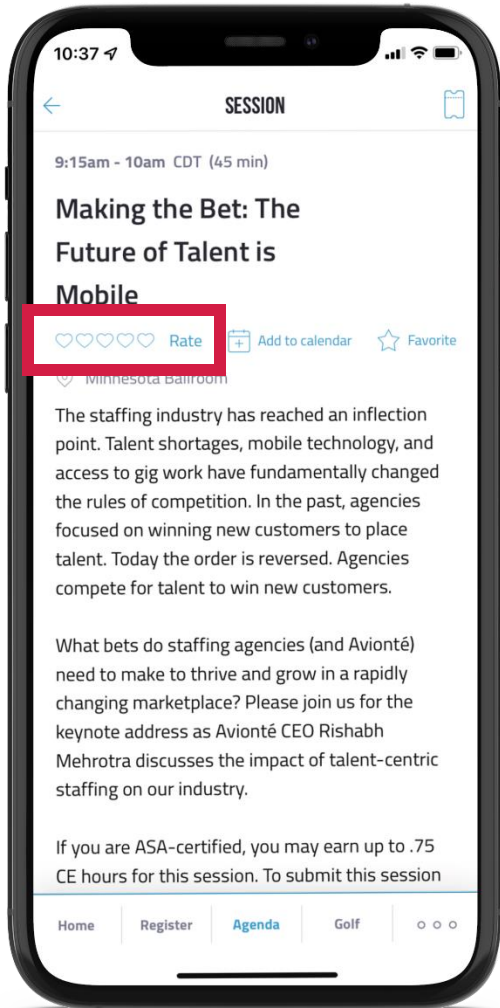 10:37
SESSION
9:15am - 10am CDT (45 min)
Making the Bet: The
Future of Talent is
Mobile
Rate
Add to calendar
Favorite
Minnesota Ballroom
The staffing industry has reached an inflection
point. Talent shortages, mobile technology, and
access to gig work have fundamentally changed
the rules of competition. In the past, agencies
focused on winning new customers to place
talent. Today the order is reversed. Agencies
compete for talent to win new customers.
What bets do staffing agencies (and Avionté)
need to make to thrive and grow in a rapidly
changing marketplace? Please join us for the
keynote address as Avionté CEO Rishabh
Mehrotra discusses the impact of talent-centric
staffing on our industry.
If you are ASA-certified, you may earn up to .75
CE hours for this session. To submit this session
Home Register Agenda Golf